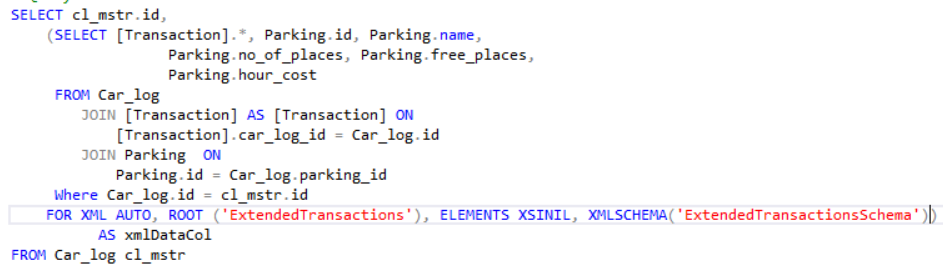 SELECT cl_mstr.id,
(SELECT [Transaction].*, Parking.id, Parking.name,
Parking.no_of_places, Parking.free_places,
Parking.hour_cost
FROM Car_log
JOIN [Transaction] AS [Transaction] ON
[Transaction].car_log_id = Car_log.id
JOIN Parking ON
Parking.id = Car_log.parking_id
Where Car_log.id = cl_mstr.id
FOR XML AUTO, ROOT ('ExtendedTransactions'), ELEMENTS XSINIL, XMLSCHEMA('ExtendedTransactionsSchema'))
AS xmlDataCol
FROM Car_log cl_mstr